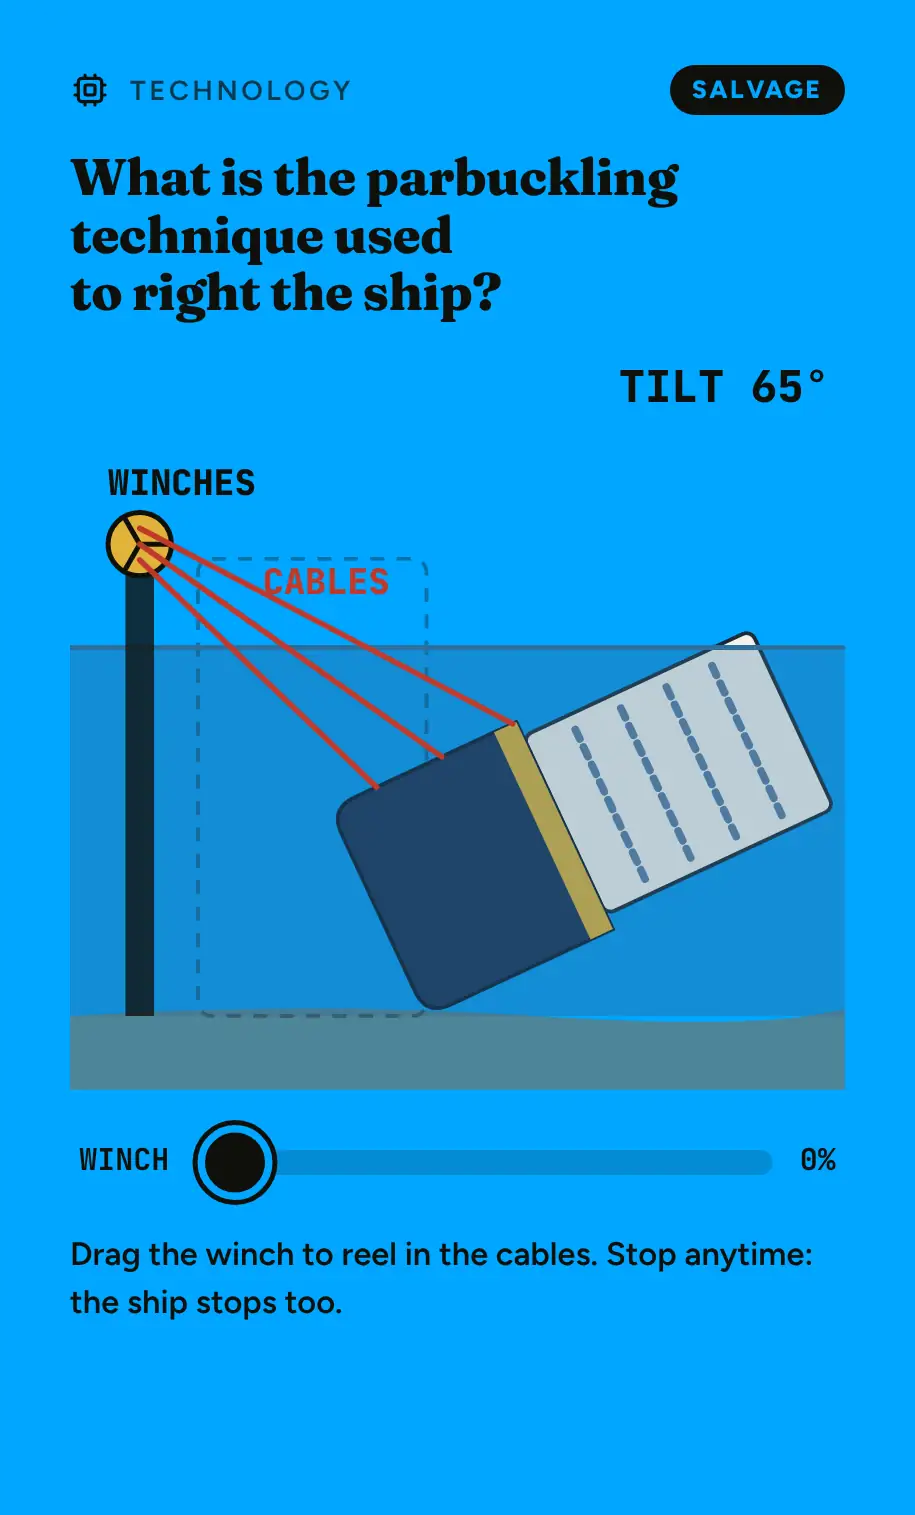 TECHNOLOGY
SALVAGE
What is the parbuckling
technique used
to right the ship?
TILT 65°
WINCHES
CABLES
WINCH
0%
Drag the winch to reel in the cables. Stop anytime:
the ship stops too.